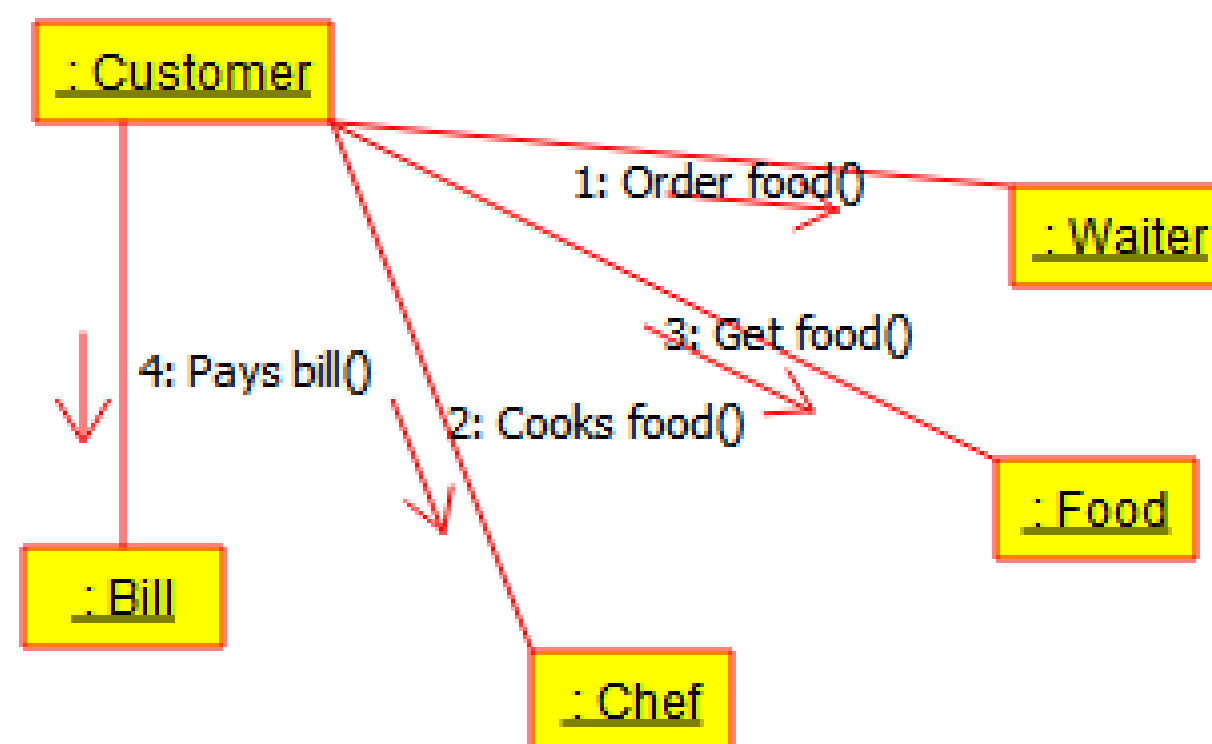 : Customer
1: Order food()
: Waiter
3: Get food()
4: Pays bill()
2: Cooks food()
: Food
: Bill
: Chef